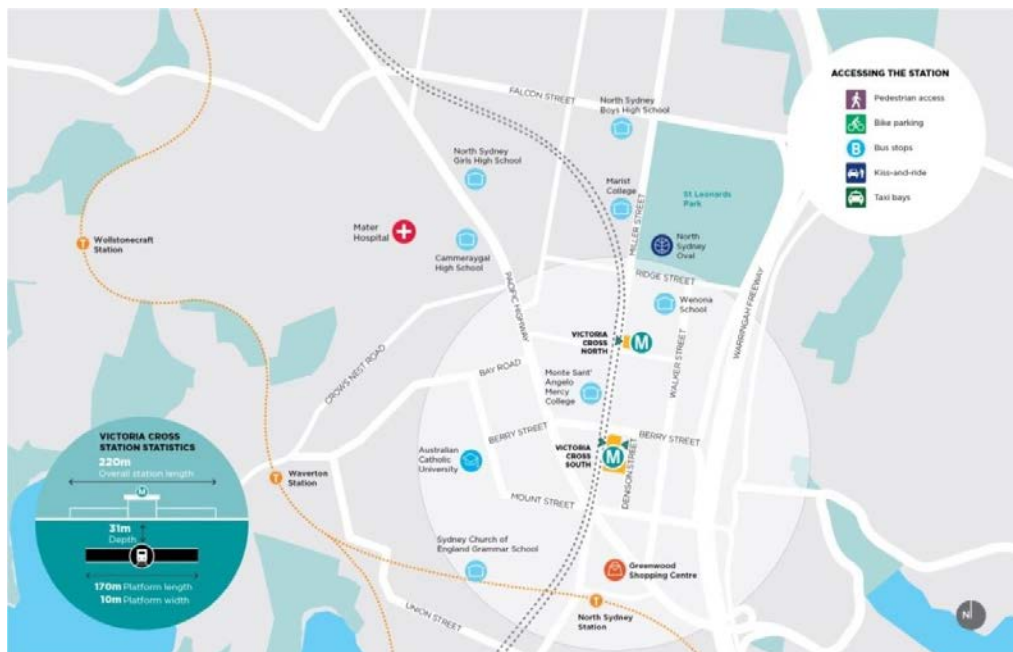 ACCESSING THE STATION
Pedestrian access
Bike parking
B
Bus stops
Kiss-and-ride
Taxi bays
FALCON STREET
North Sydney
Boys High School
North Sydney
Girls High School
Marist
College
St Leonards
Park
MILLER STREET
Mater
Hospital
T
Wollstonecraft
Station
Cammeraygal
High School
North
Sydney
Oval
RIDGE STREET
PACIFIC HIGHWAY
WARRINGAH FREEWAY
Wenona
School
VICTORIA
CROSS
NORTH
M
WALKER STREET
CROWS NEST ROAD
BAY ROAD
Monte Sant'
Angelo
Mercy
College
BERRY STREET
BERRY STREET
VICTORIA
CROSS
SOUTH
M
DENISON STREET
Australian
Catholic
University
T
Waverton
Station
MOUNT STREET
Sydney Church of
England Grammar School
Greenwood
Shopping Centre
T
North Sydney
Station
UNION STREET
VICTORIA CROSS
STATION STATISTICS
220m
Overall station length
M
31m
Depth
170m Platform length
10m Platform width
N